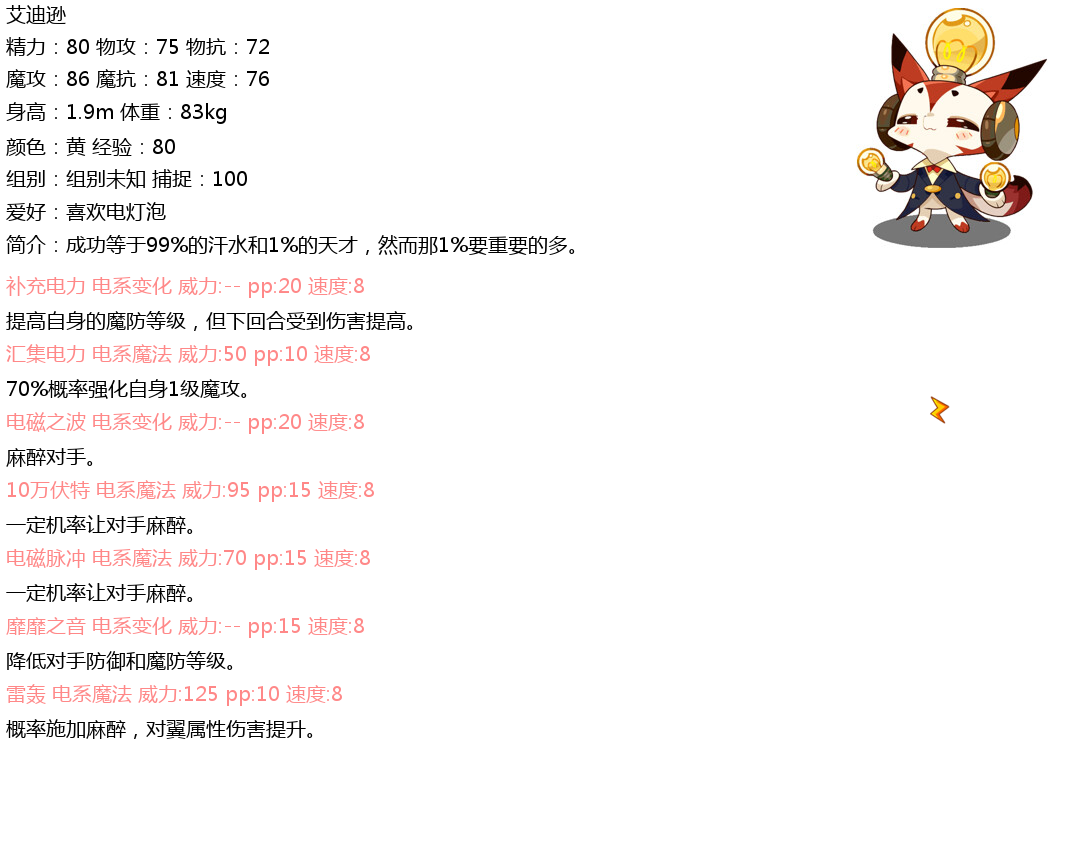 艾迪逊
精力：80 物攻：75 物抗：72
魔攻：86 魔抗：81 速度：76
身高：1.9m 体重：83kg
颜色：黄 经验：80
组别：组别未知 捕捉：100
爱好：喜欢电灯泡
简介：成功等于99%的汗水和1%的天才，然而那1%要重要的多。
补充电力 电系变化 威力:-- pp:20 速度:8
提高自身的魔防等级，但下回合受到伤害提高。
汇集电力 电系魔法 威力:50 pp:10 速度:8
70%概率强化自身1级魔攻。
电磁之波 电系变化 威力:-- pp:20 速度:8
麻醉对手。
10万伏特 电系魔法 威力:95 pp:15 速度:8
一定机率让对手麻醉。
电磁脉冲 电系魔法 威力:70 pp:15 速度:8
一定机率让对手麻醉。
靡靡之音 电系变化 威力:-- pp:15 速度:8
降低对手防御和魔防等级。
雷轰 电系魔法 威力:125 pp:10 速度:8
概率施加麻醉，对翼属性伤害提升。